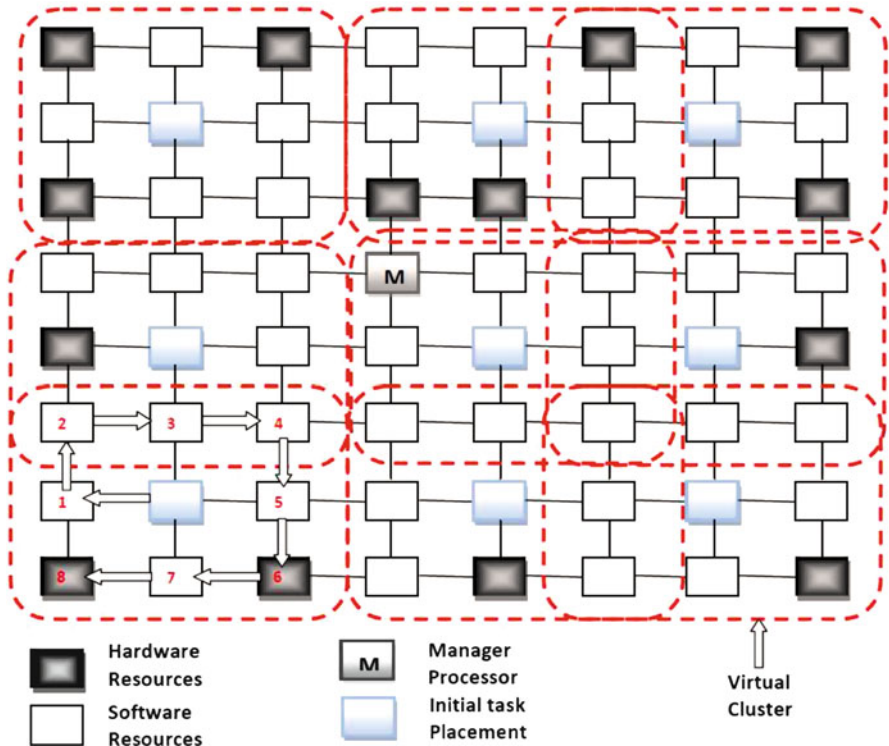 M
2 3 4
1 5
8 7 6
Hardware
Resources
Software
Resources
M
Manager
Processor
Initial task
Placement
Virtual
Cluster